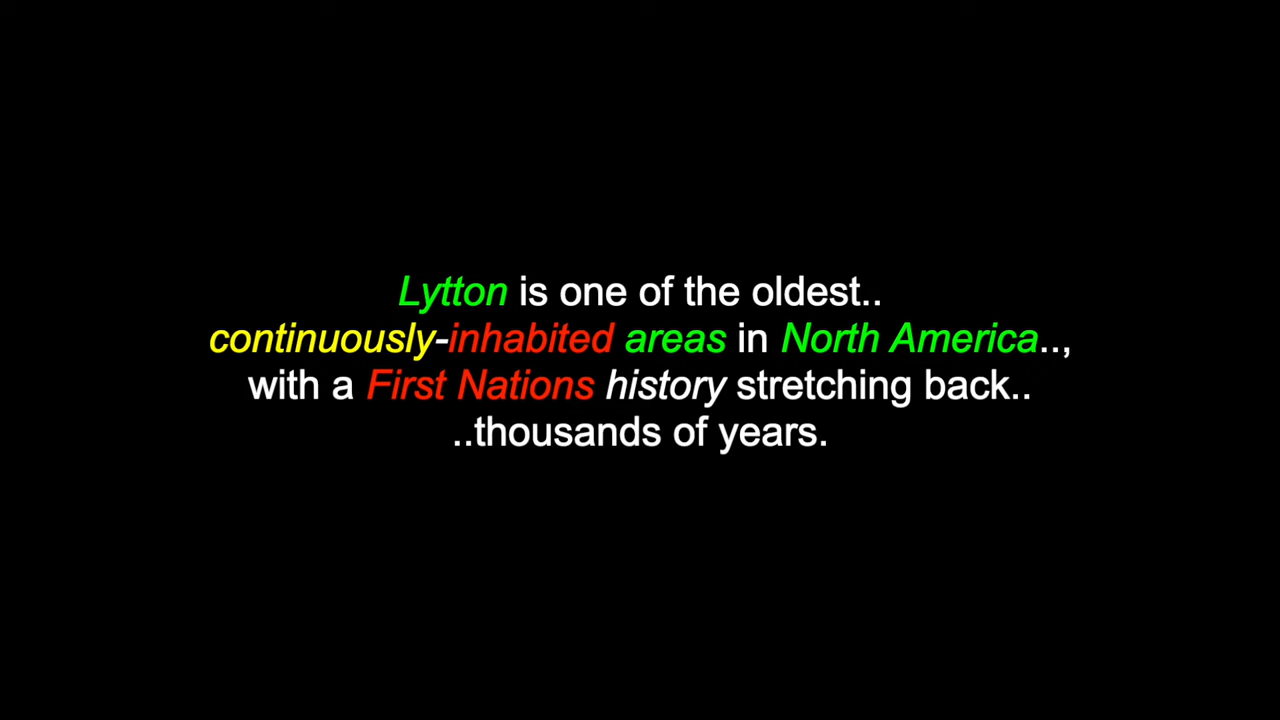 Lytton is one of the oldest..
continuously-inhabited areas in North America..,
with a First Nations history stretching back..
..thousands of years.